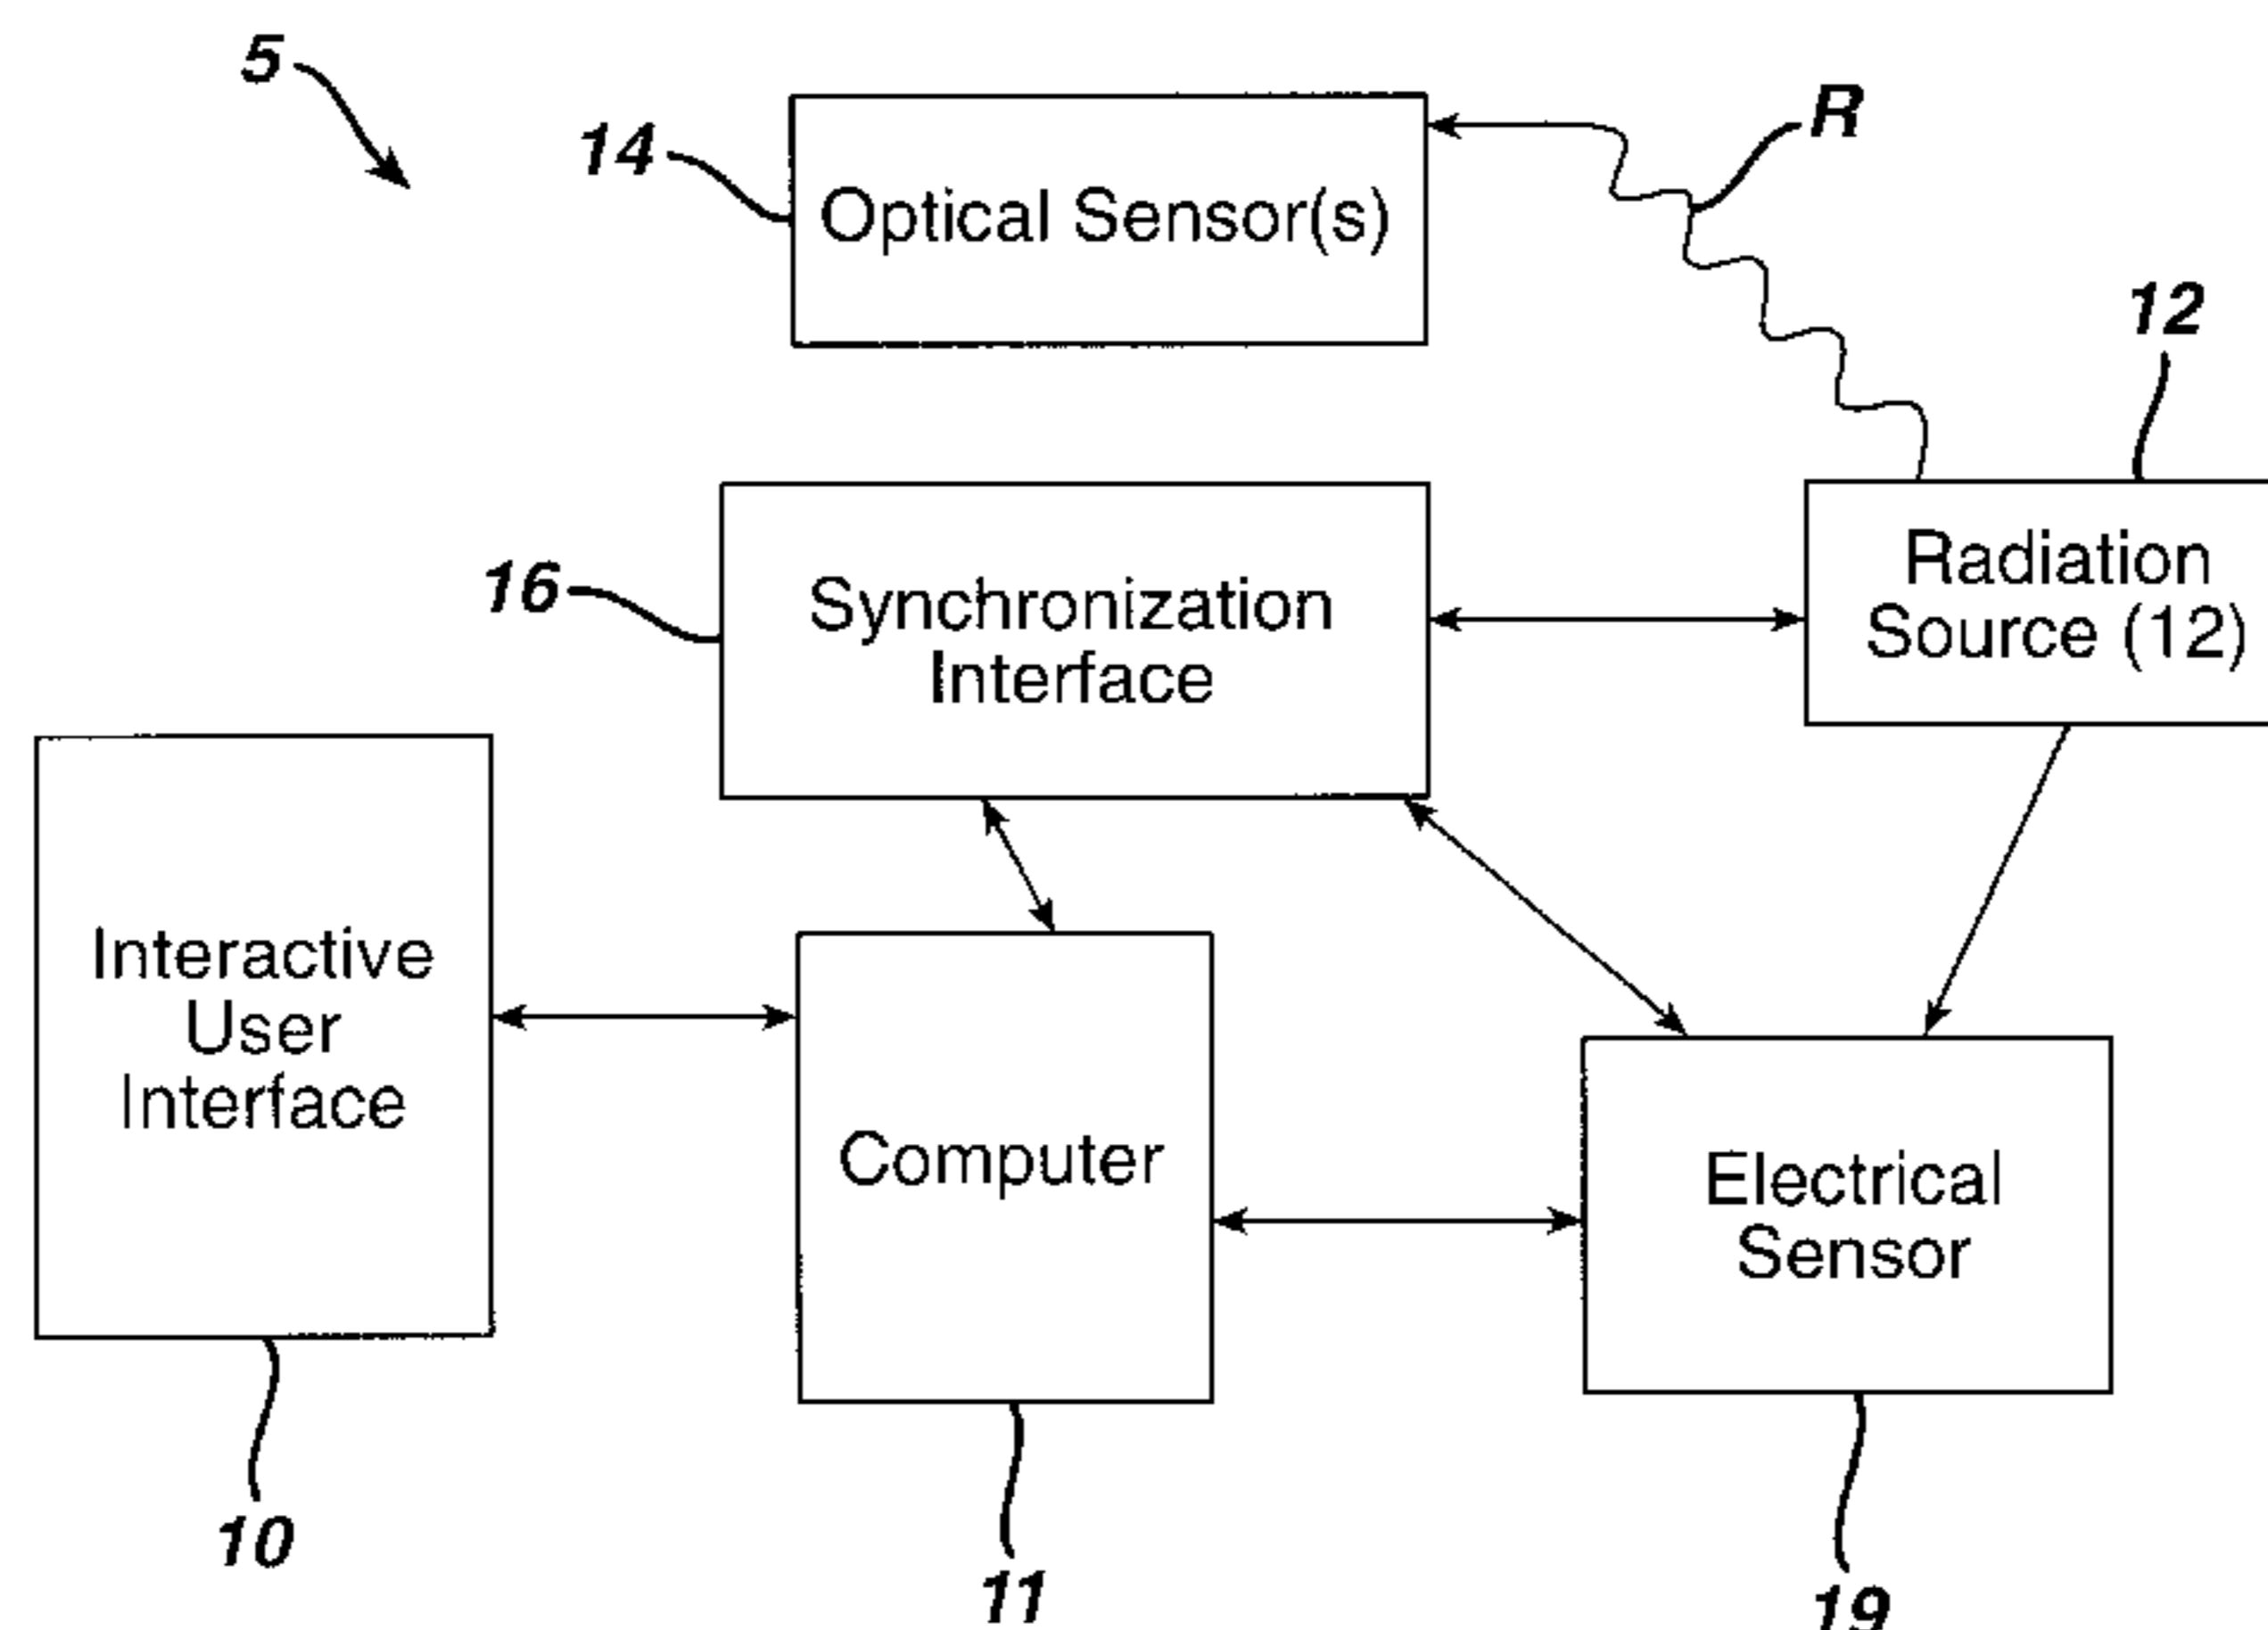 5
14
Optical Sensor(s)
R
12
16
Synchronization
Interface
Radiation
Source (12)
Interactive
User
Interface
Computer
Electrical
Sensor
10
11
19